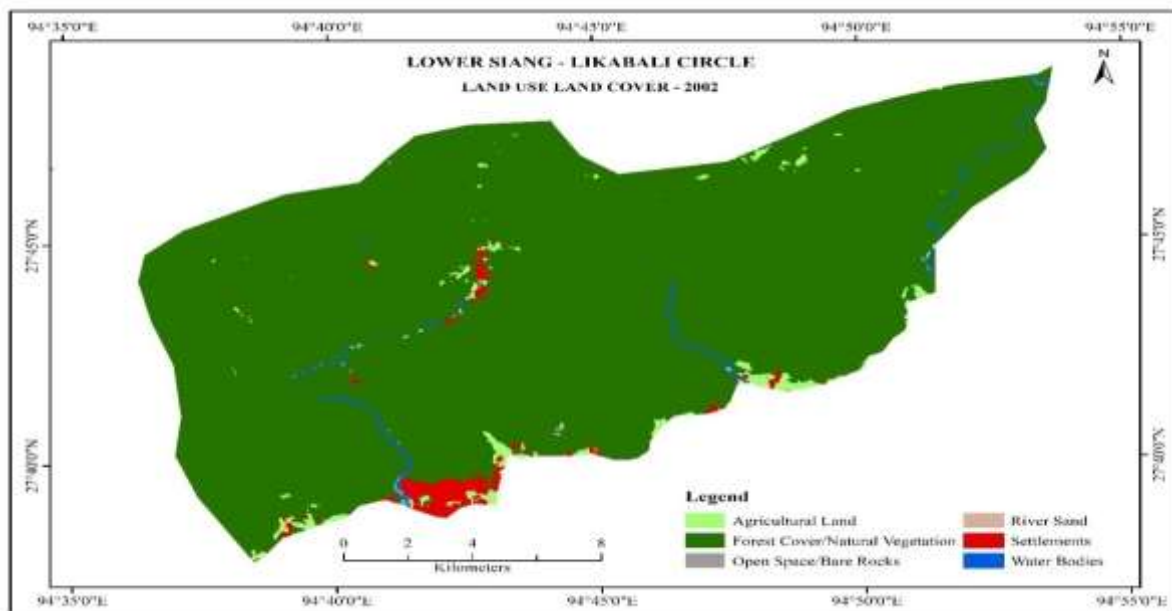 94°35'0"E 94°40'0"E 94°45'0"E 94°50'0"E 94°55'0"E
LOWER SIANG - LIKABALI CIRCLE
LAND USE LAND COVER - 2002
N
27°45'0"N 27°45'0"N
27°40'0"N 27°40'0"N
Legend
Agricultural Land River Sand
Forest Cover/Natural Vegetation Settlements
Open Space/Bare Rocks Water Bodies
0 2 4 8
Kilometers
94°35'0"E 94°40'0"E 94°45'0"E 94°50'0"E 94°55'0"E